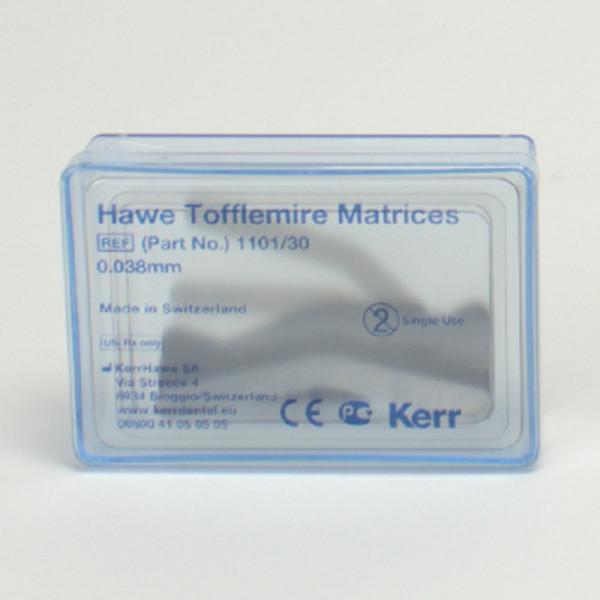 Hawe Tofflemire Matrices
REF (Part No.) 1101/30
0.038mm
Made in Switzerland
2 Single Use
US: Rx only
KerrHawe SA
Via Strecce 4
6934 Bioggio/Switzerland
www.kerrdental.eu
00800 41 05 05 05
CE PC Kerr